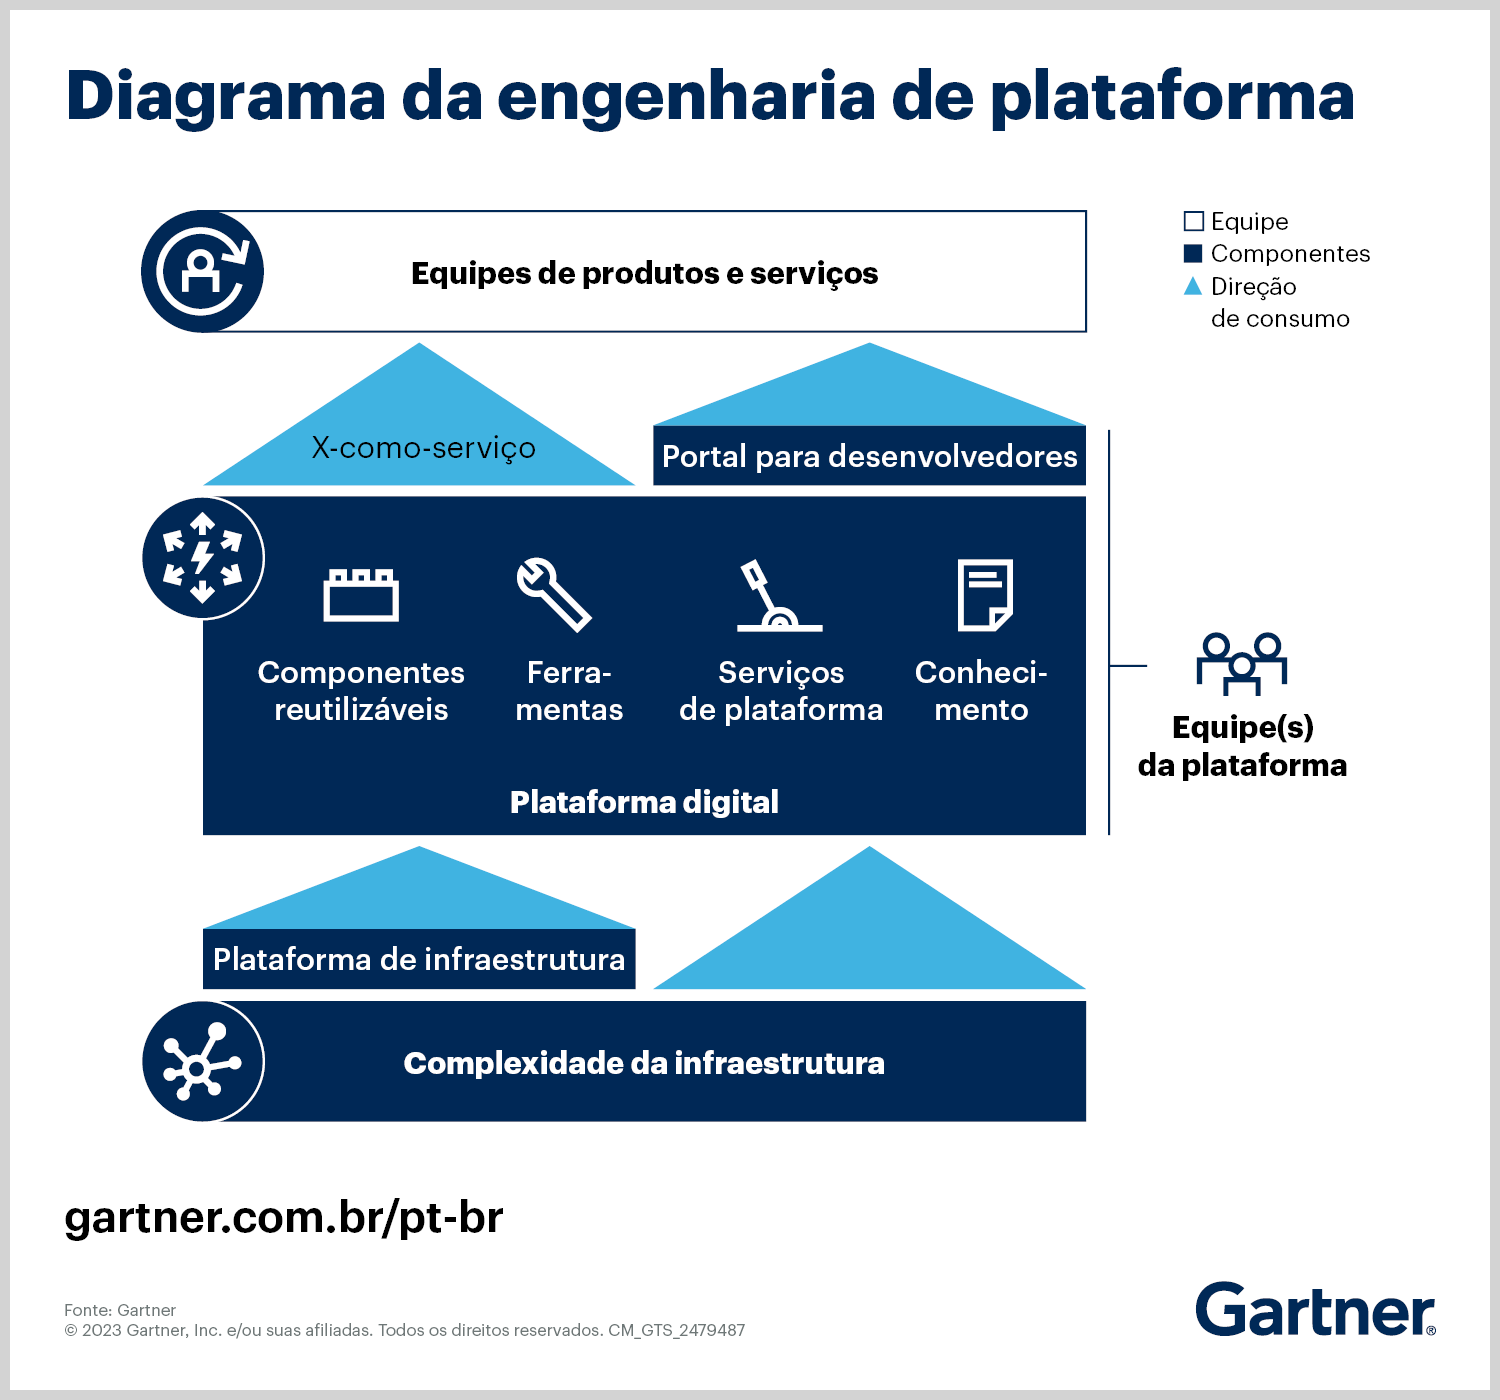 Diagrama da engenharia de plataforma
Equipes de produtos e serviços
Equipe
Componentes
Direção
de consumo
X-como-serviço
Portal para desenvolvedores
Componentes
reutilizáveis
Ferra-
mentas
Serviços
de plataforma
Conheci-
mento
Plataforma digital
Equipe(s)
da plataforma
Plataforma de infraestrutura
Complexidade da infraestrutura
gartner.com.br/pt-br
Fonte: Gartner
© 2023 Gartner, Inc. e/ou suas afiliadas. Todos os direitos reservados. CM_GTS_2479487
Gartner®